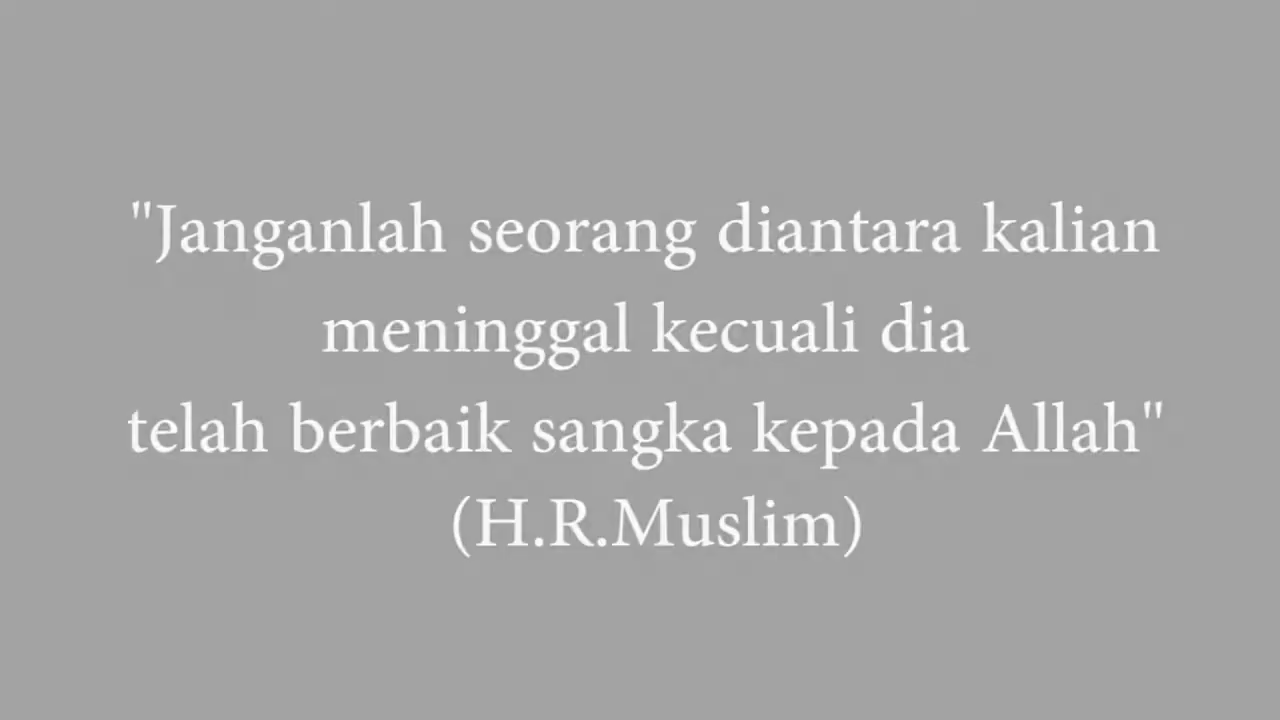 "Janganlah seorang diantara kalian
meninggal kecuali dia
telah berbaik sangka kepada Allah"
(H.R.Muslim)